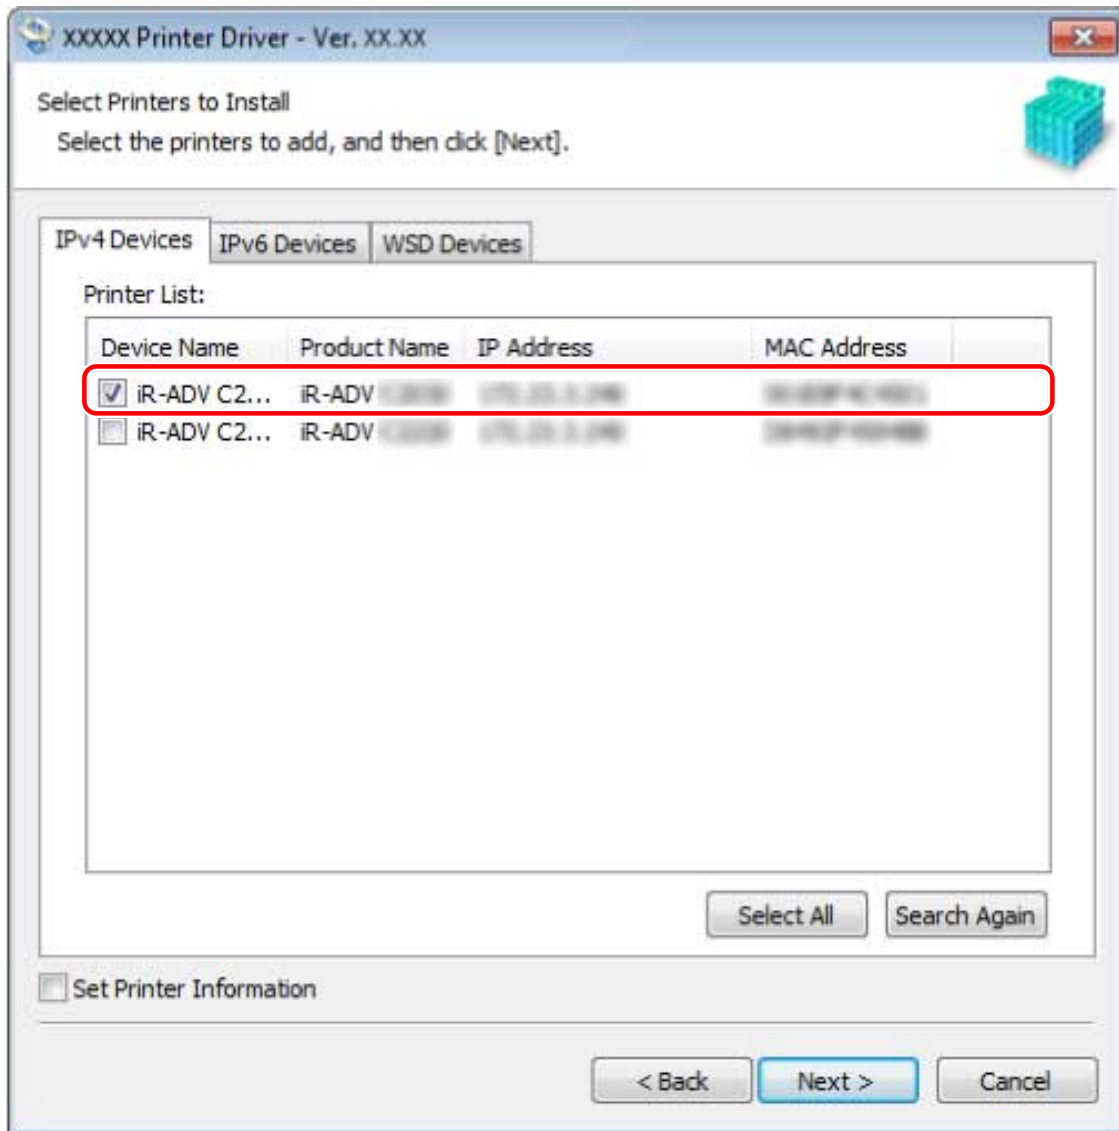 XXXXX Printer Driver - Ver. XX.XX
Select Printers to Install
Select the printers to add, and then click [Next].
IPv4 Devices IPv6 Devices WSD Devices
Printer List:
Device Name Product Name IP Address MAC Address
iR-ADV C2... iR-ADV
iR-ADV C2... iR-ADV
Select All Search Again
Set Printer Information
< Back Next > Cancel